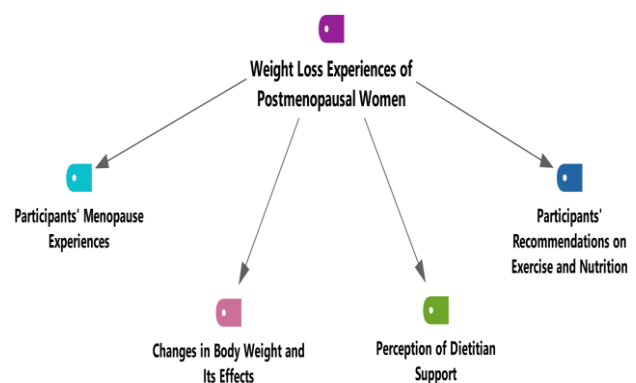 Weight Loss Experiences of
Postmenopausal Women
Participants' Menopause
Experiences
Participants'
Recommendations on
Exercise and Nutrition
Changes in Body Weight and
Its Effects
Perception of Dietitian
Support